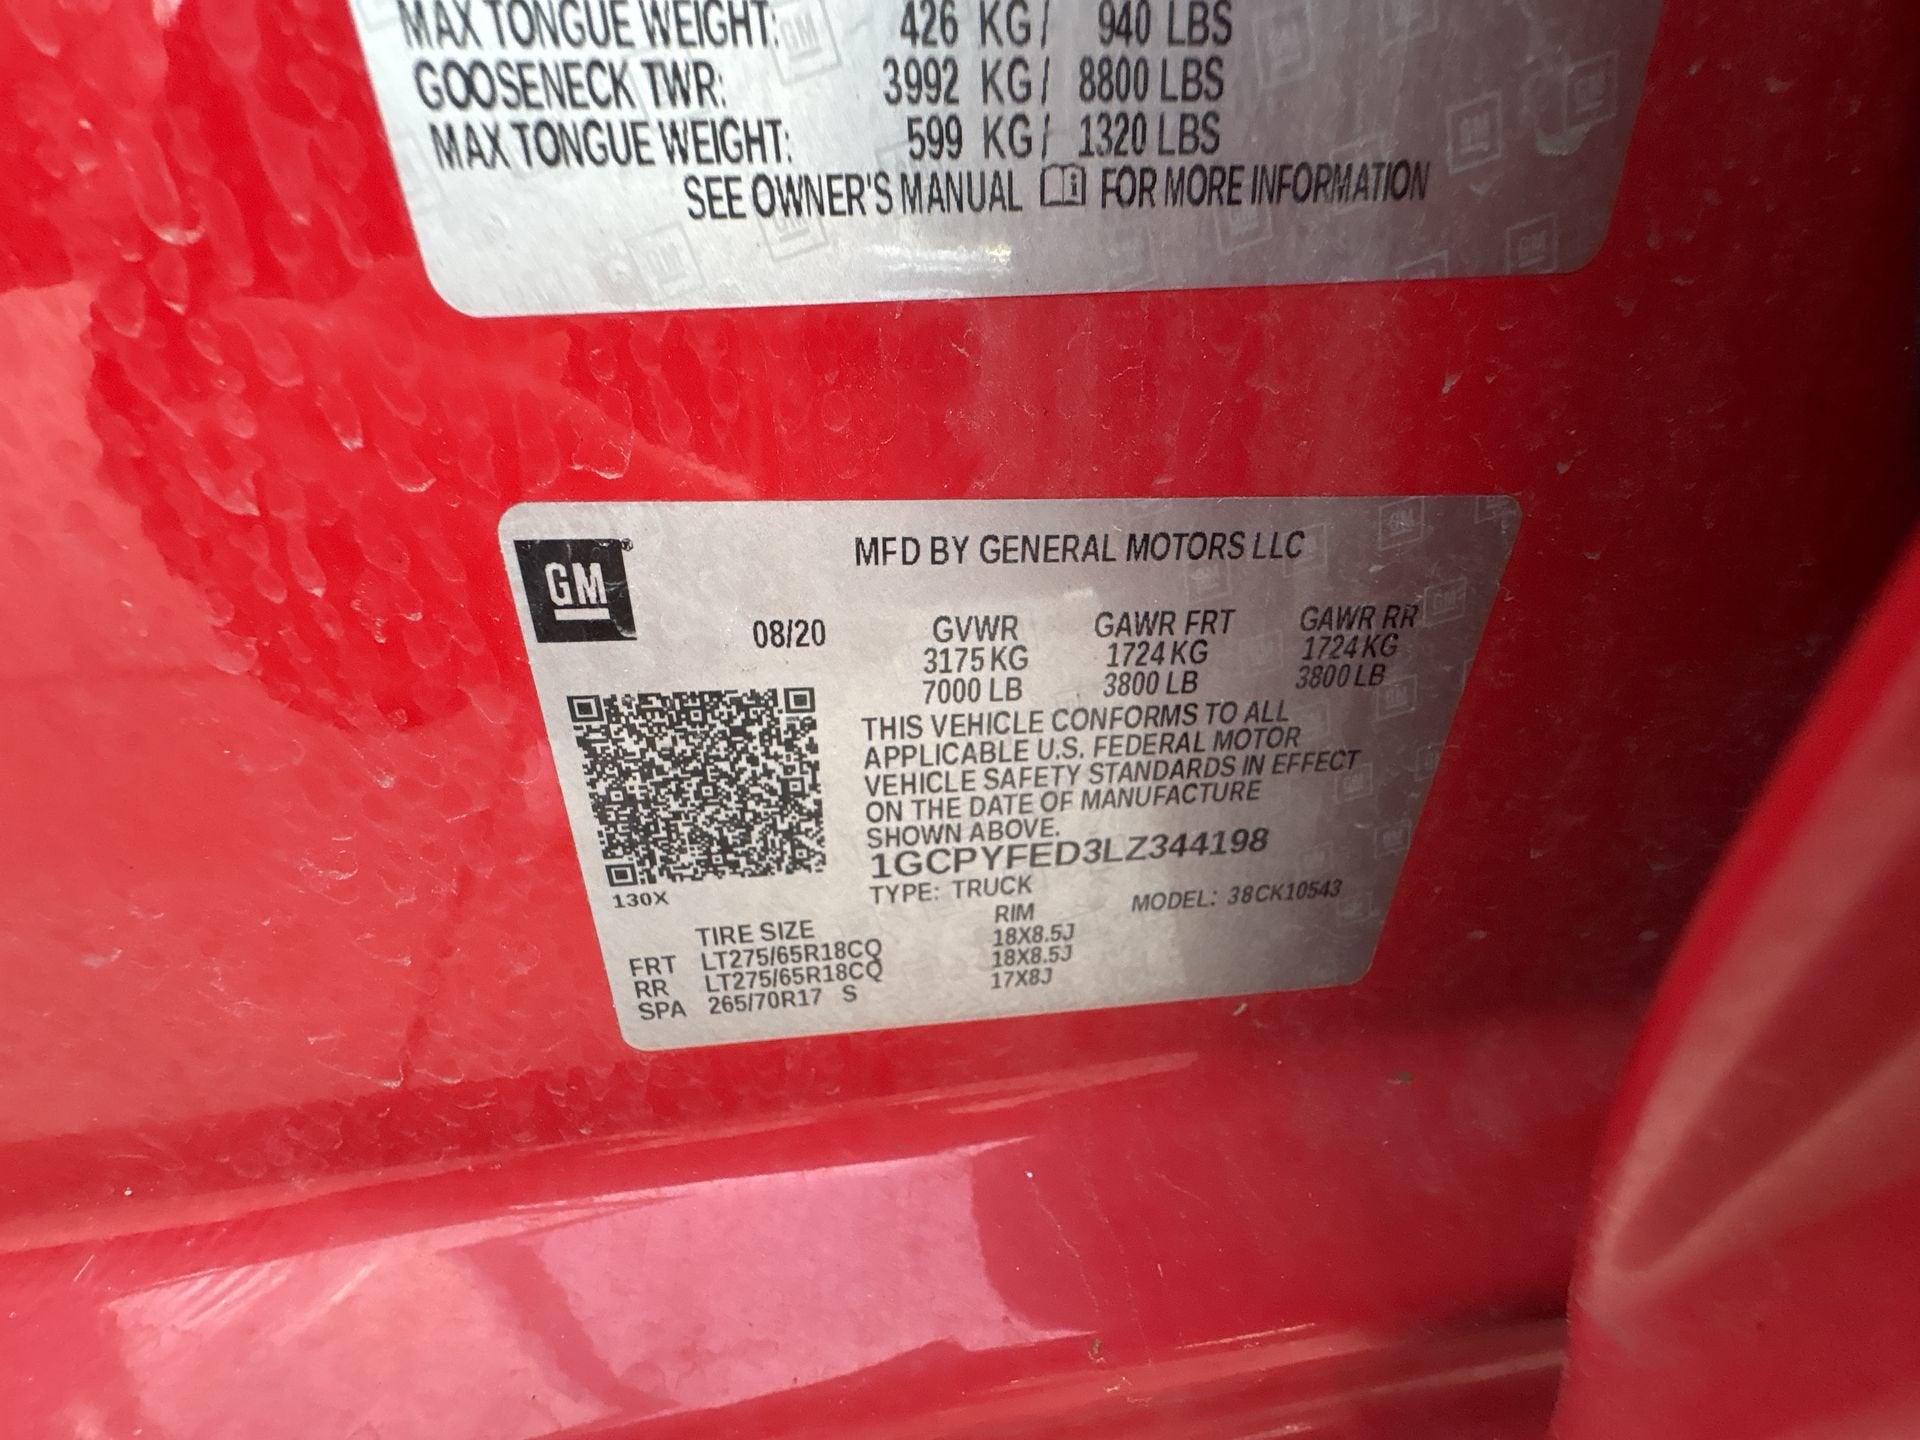 MAX TONGUE WEIGHT: 426 KG / 940 LBS
GOOSENECK TWR: 3992 KG / 8800 LBS
MAX TONGUE WEIGHT: 599 KG / 1320 LBS
SEE OWNER'S MANUAL FOR MORE INFORMATION
GM
MFD BY GENERAL MOTORS LLC
08/20 GVWR GAWR FRT GAWR RR
3175 KG 1724 KG 1724 KG
7000 LB 3800 LB 3800 LB
THIS VEHICLE CONFORMS TO ALL
APPLICABLE U.S. FEDERAL MOTOR
VEHICLE SAFETY STANDARDS IN EFFECT
ON THE DATE OF MANUFACTURE
SHOWN ABOVE.
1GCPYFED3LZ344198
130X
TYPE: TRUCK MODEL: 38CK10543
TIRE SIZE RIM
FRT LT275/65R18CQ 18X8.5J
RR LT275/65R18CQ 18X8.5J
SPA 265/70R17 S 17X8J